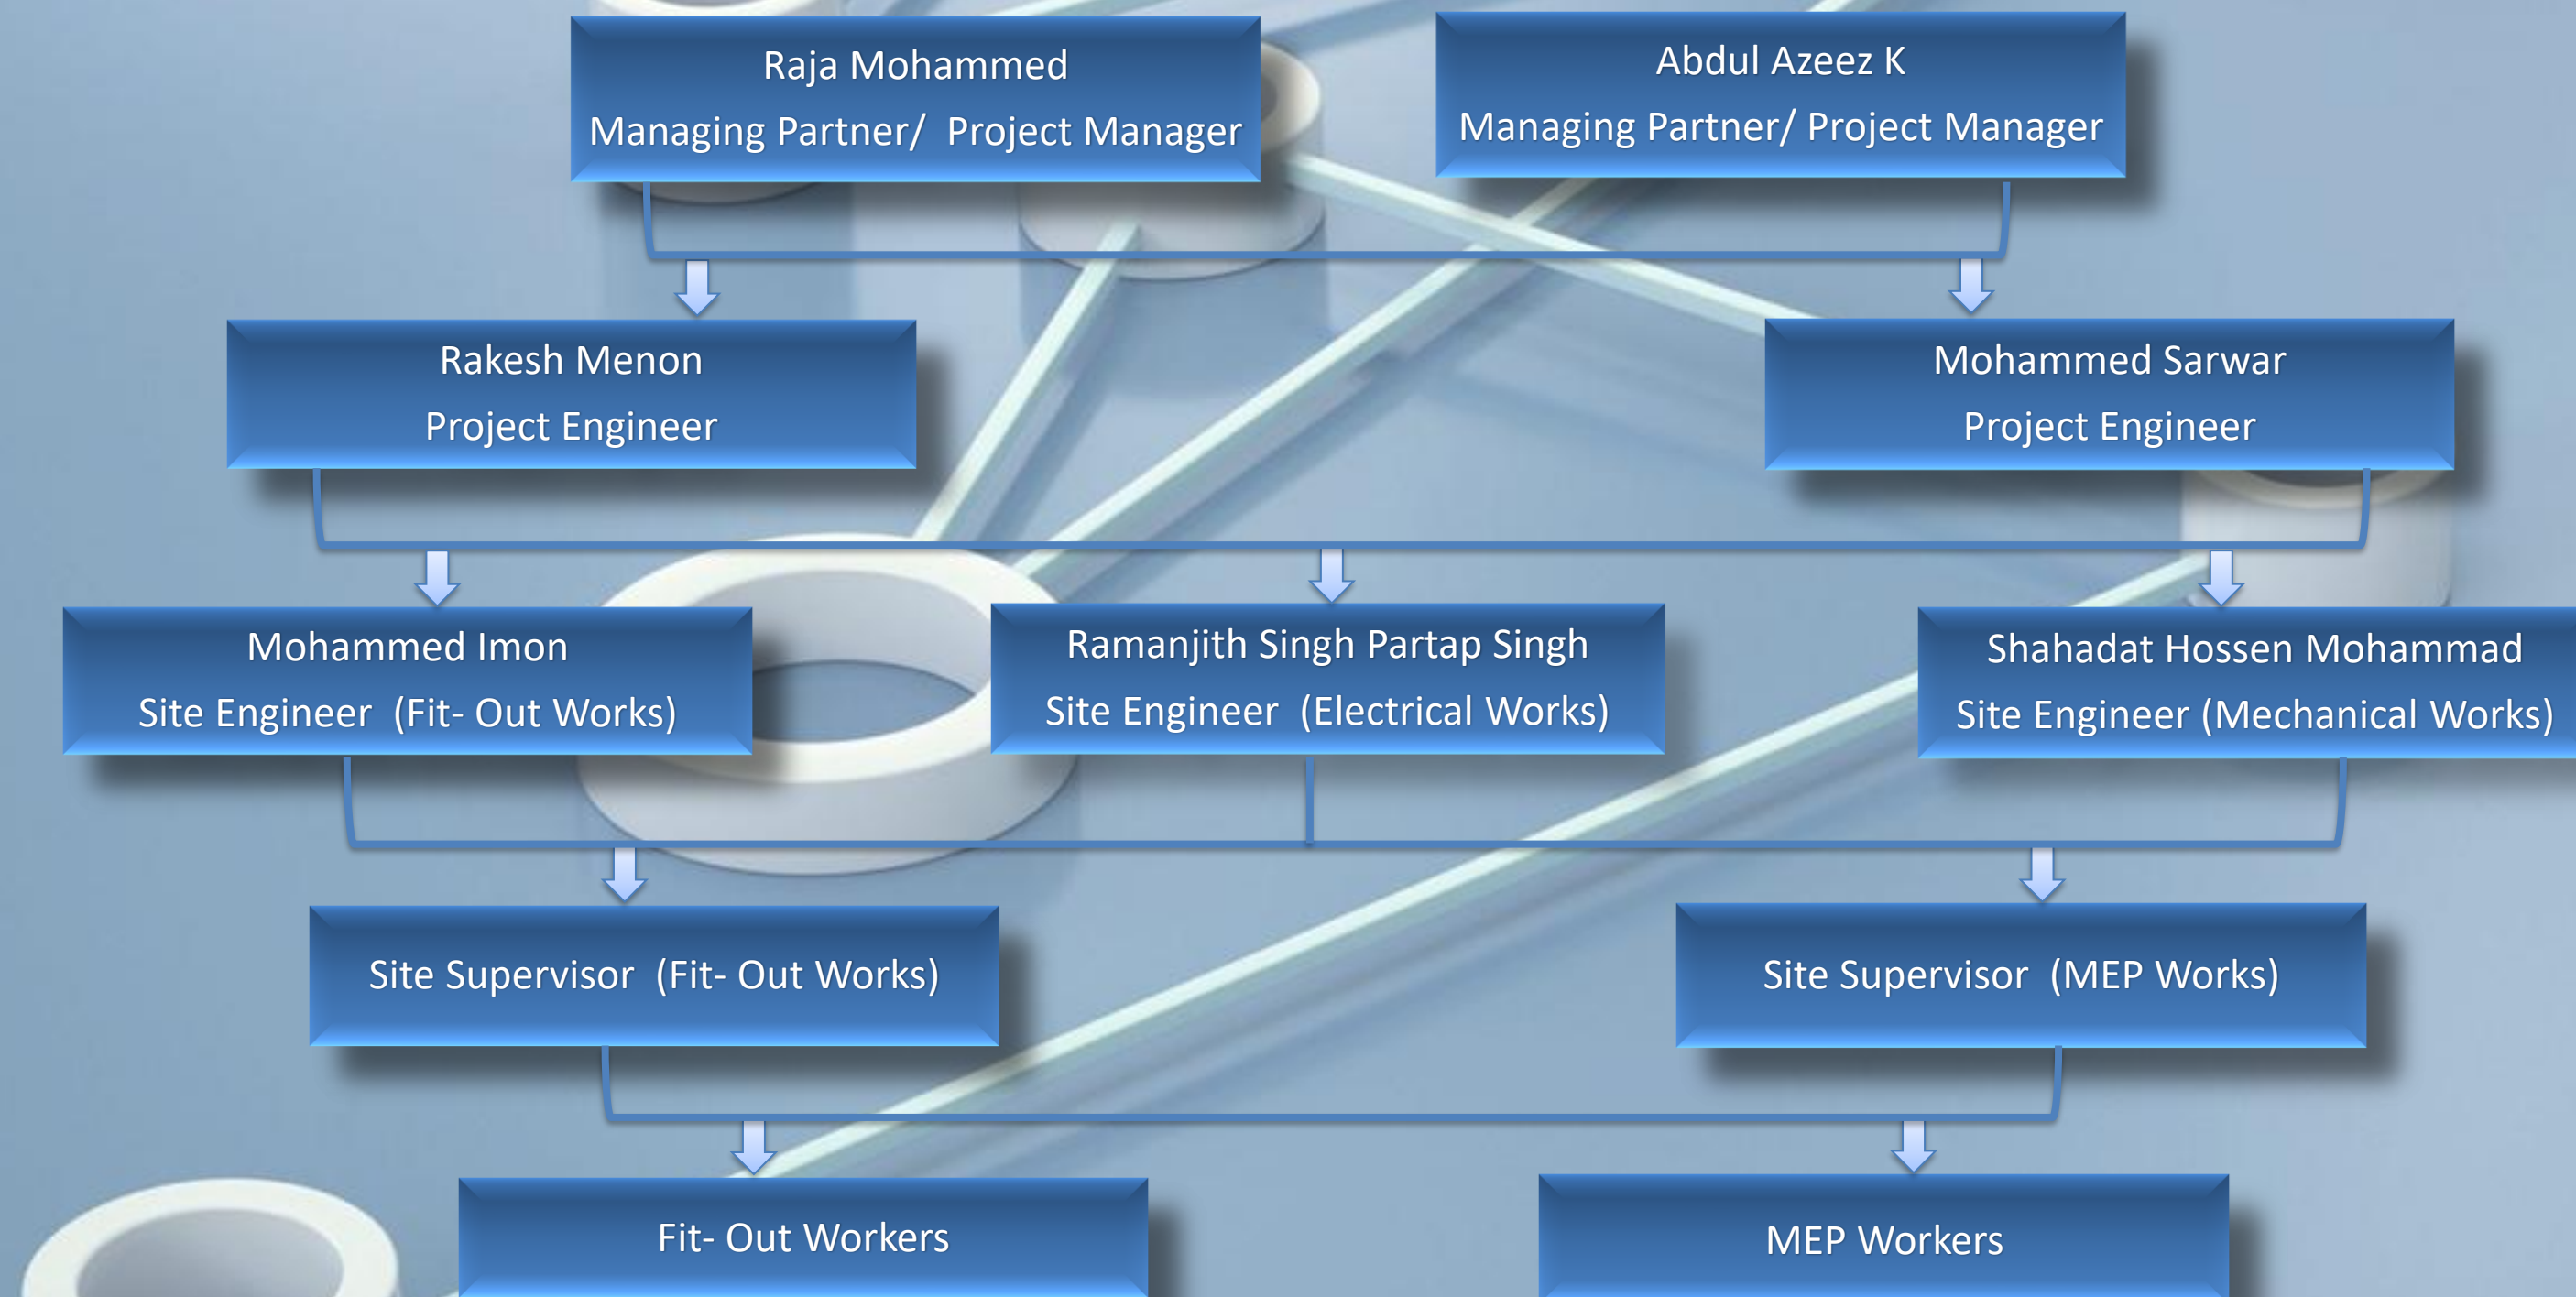 Raja Mohammed
Managing Partner/  Project Manager
Abdul Azeez K
Managing Partner/ Project Manager
Rakesh Menon
Project Engineer
Mohammed Sarwar
Project Engineer
Mohammed Imon
Site Engineer  (Fit- Out Works)
Ramanjith Singh Partap Singh
Site Engineer  (Electrical Works)
Shahadat Hossen Mohammad
Site Engineer (Mechanical Works)
Site Supervisor  (Fit- Out Works)
Site Supervisor  (MEP Works)
Fit- Out Workers
MEP Workers